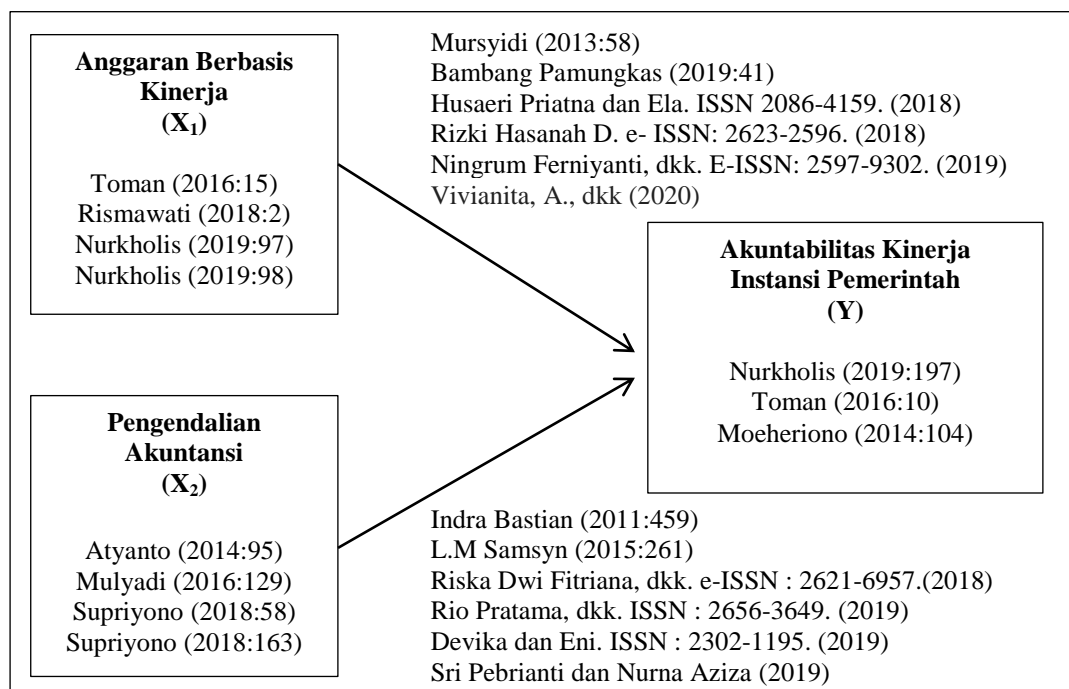 Anggaran Berbasis
Kinerja
(X1)
Toman (2016:15)
Rismawati (2018:2)
Nurkholis (2019:97)
Nurkholis (2019:98)
Mursyidi (2013:58)
Bambang Pamungkas (2019:41)
Husaeri Priatna dan Ela. ISSN 2086-4159. (2018)
Rizki Hasanah D. e- ISSN: 2623-2596. (2018)
Ningrum Ferniyanti, dkk. E-ISSN: 2597-9302. (2019)
Vivianita, A., dkk (2020)
Akuntabilitas Kinerja
Instansi Pemerintah
(Y)
Nurkholis (2019:197)
Toman (2016:10)
Moeheriono (2014:104)
Pengendalian
Akuntansi
(X2)
Atyanto (2014:95)
Mulyadi (2016:129)
Supriyono (2018:58)
Supriyono (2018:163)
Indra Bastian (2011:459)
L.M Samsyn (2015:261)
Riska Dwi Fitriana, dkk. e-ISSN : 2621-6957.(2018)
Rio Pratama, dkk. ISSN : 2656-3649. (2019)
Devika dan Eni. ISSN : 2302-1195. (2019)
Sri Pebrianti dan Nurna Aziza (2019)